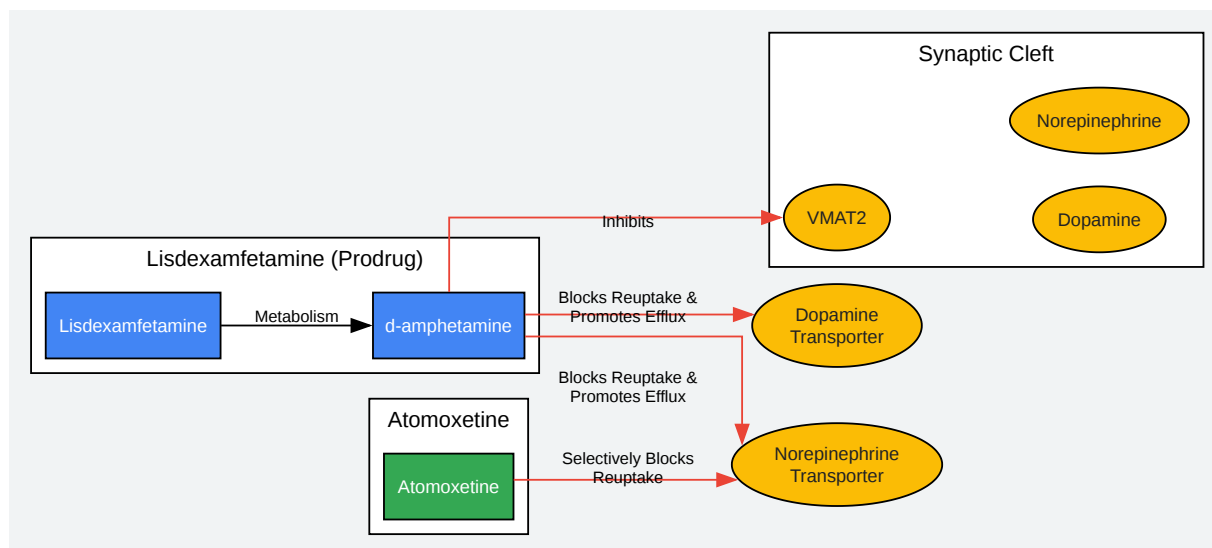 Synaptic Cleft
Norepinephrine
VMAT2
Dopamine
Inhibits
Lisdexamfetamine (Prodrug)
Lisdexamfetamine
Metabolism
d-amphetamine
Blocks Reuptake &
Promotes Efflux
Dopamine
Transporter
Blocks Reuptake &
Promotes Efflux
Atomoxetine
Atomoxetine
Selectively Blocks
Reuptake
Norepinephrine
Transporter